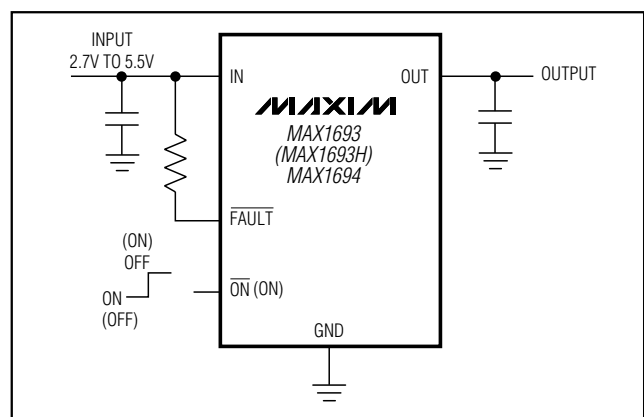 INPUT
2.7V TO 5.5V
IN
OUT
OUTPUT
MAXIM
MAX1693
(MAX1693H)
MAX1694
FAULT
(ON)
OFF
ON
(OFF)
ON (ON)
GND